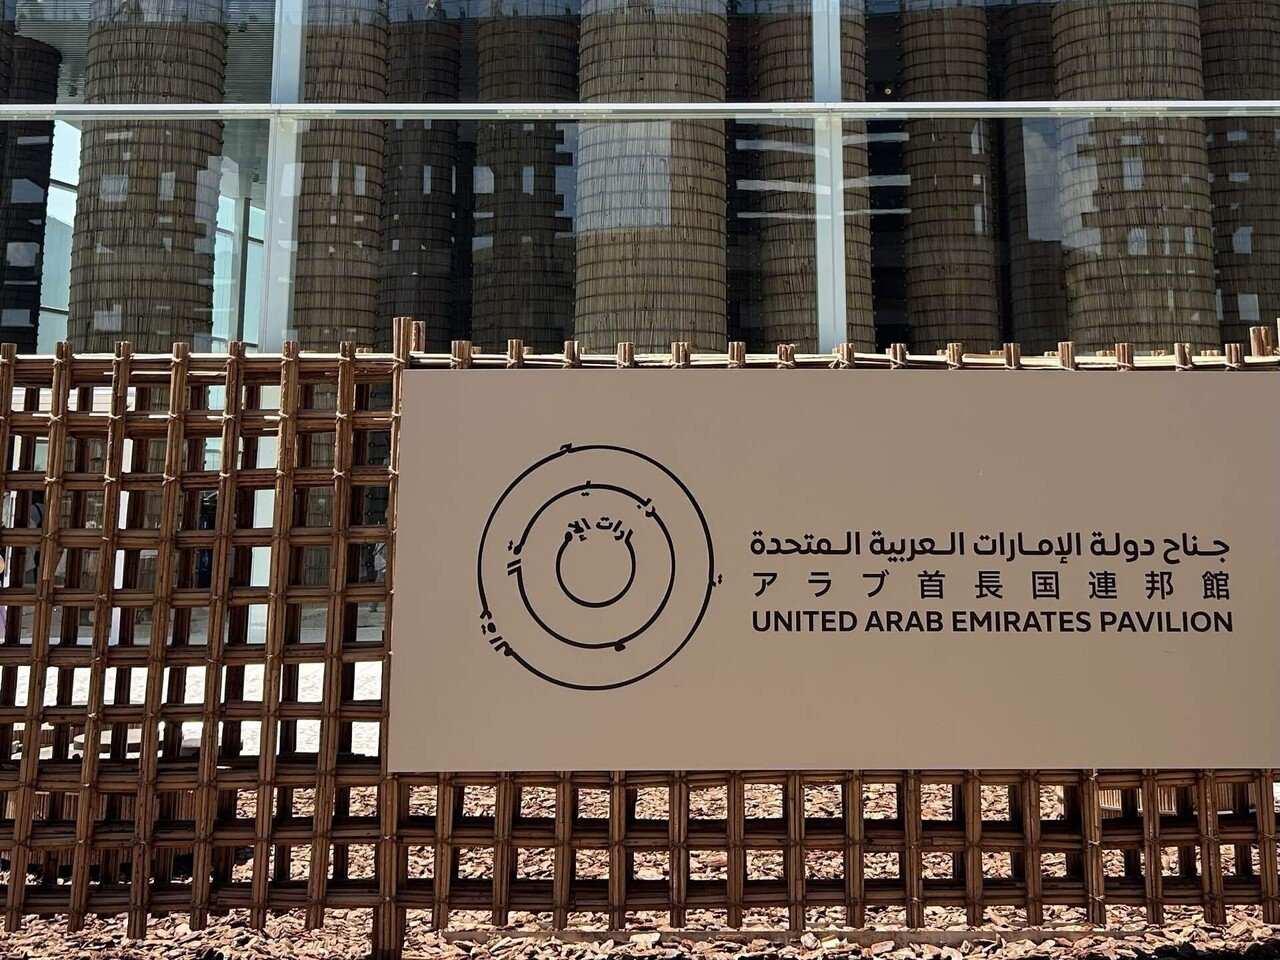 جناح دولة الإمارات العربية المتحدة
アラブ首長国連邦館
UNITED ARAB EMIRATES PAVILION